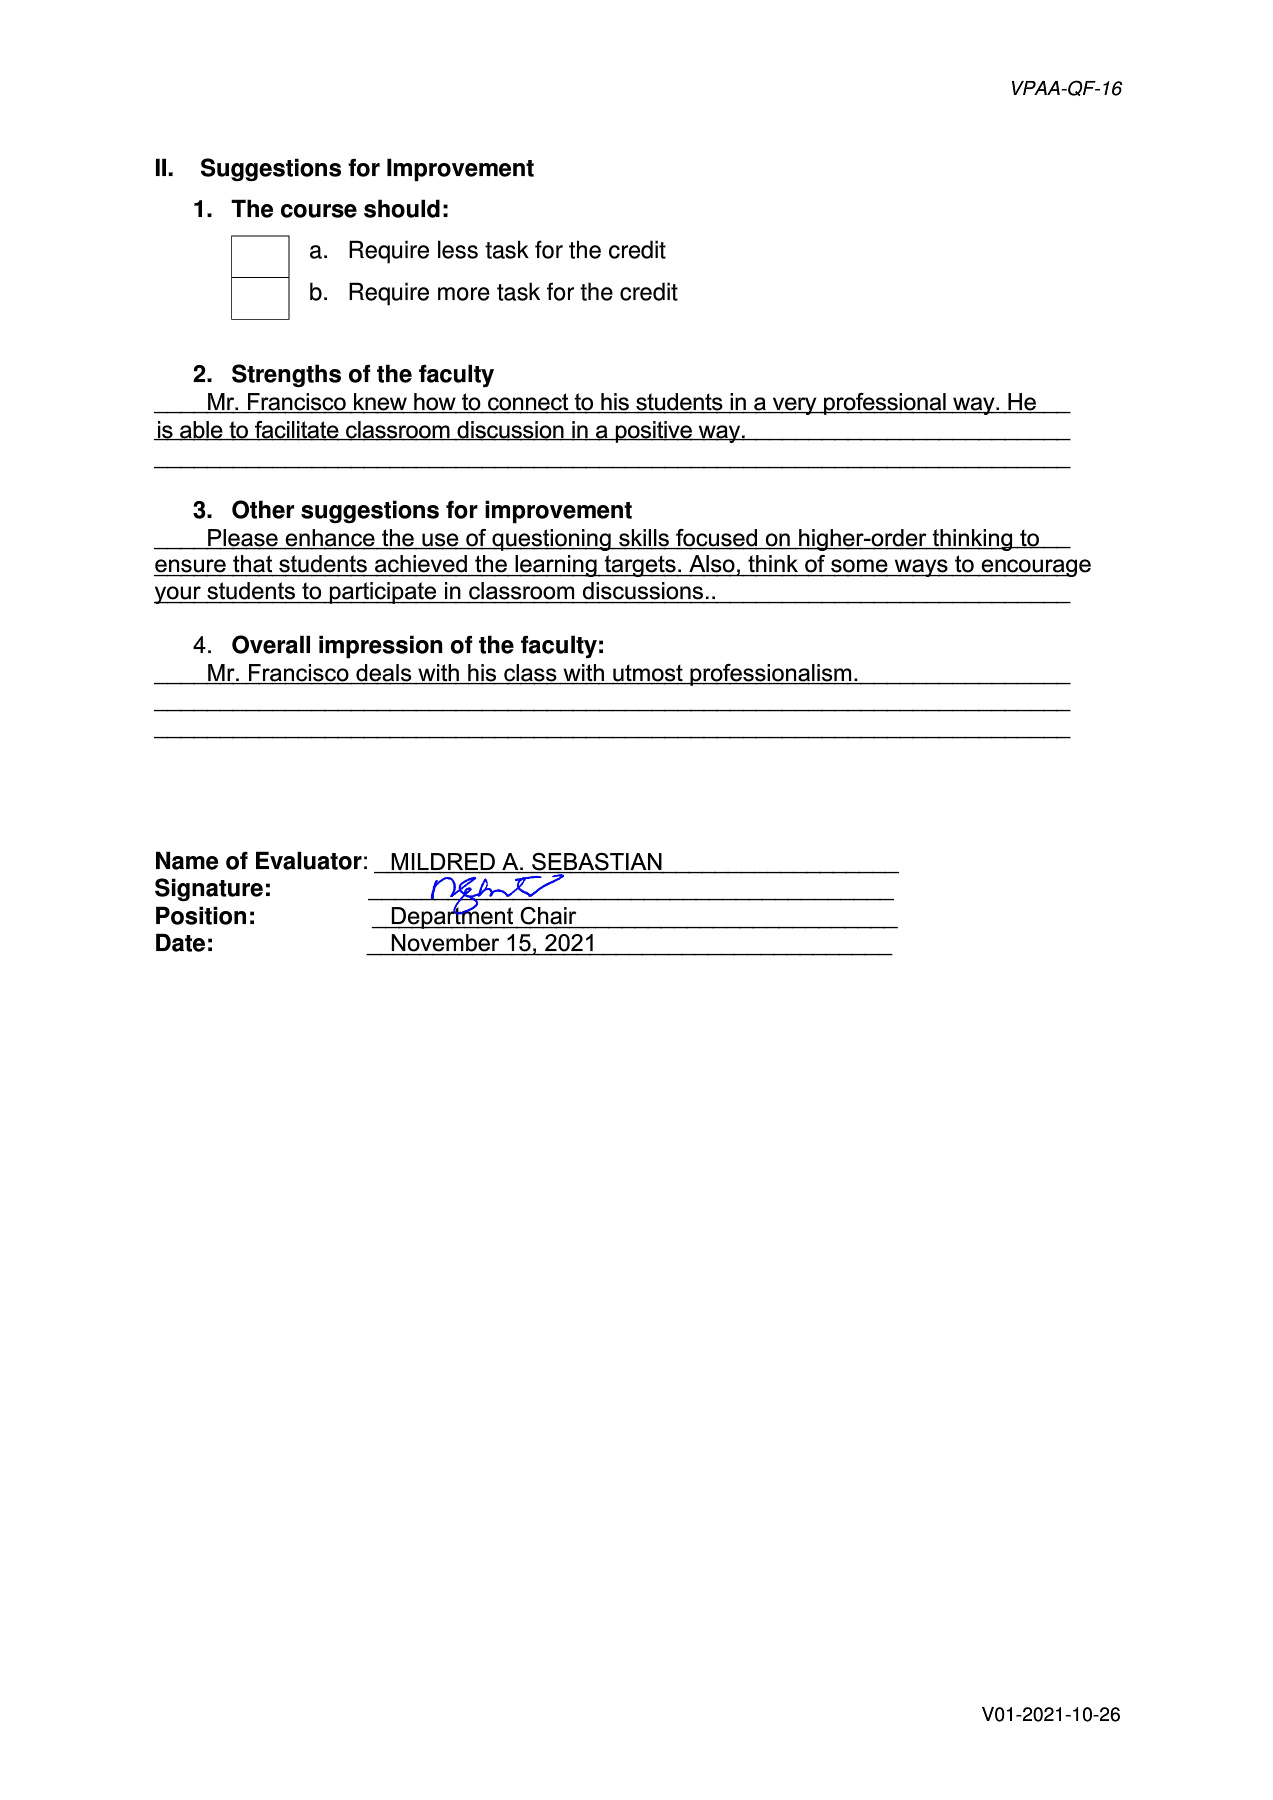 VPAA-QF-16
II. Suggestions for Improvement
1. The course should:
a. Require less task for the credit
b. Require more task for the credit
2. Strengths of the faculty
Mr. Francisco knew how to connect to his students in a very professional way. He
is able to facilitate classroom discussion in a positive way.
3. Other suggestions for improvement
Please enhance the use of questioning skills focused on higher-order thinking to
ensure that students achieved the learning targets. Also, think of some ways to encourage
your students to participate in classroom discussions..
4. Overall impression of the faculty:
Mr. Francisco deals with his class with utmost professionalism.
Name of Evaluator: MILDRED A. SEBASTIAN
Signature:
Position: Department Chair
Date: November 15, 2021
V01-2021-10-26